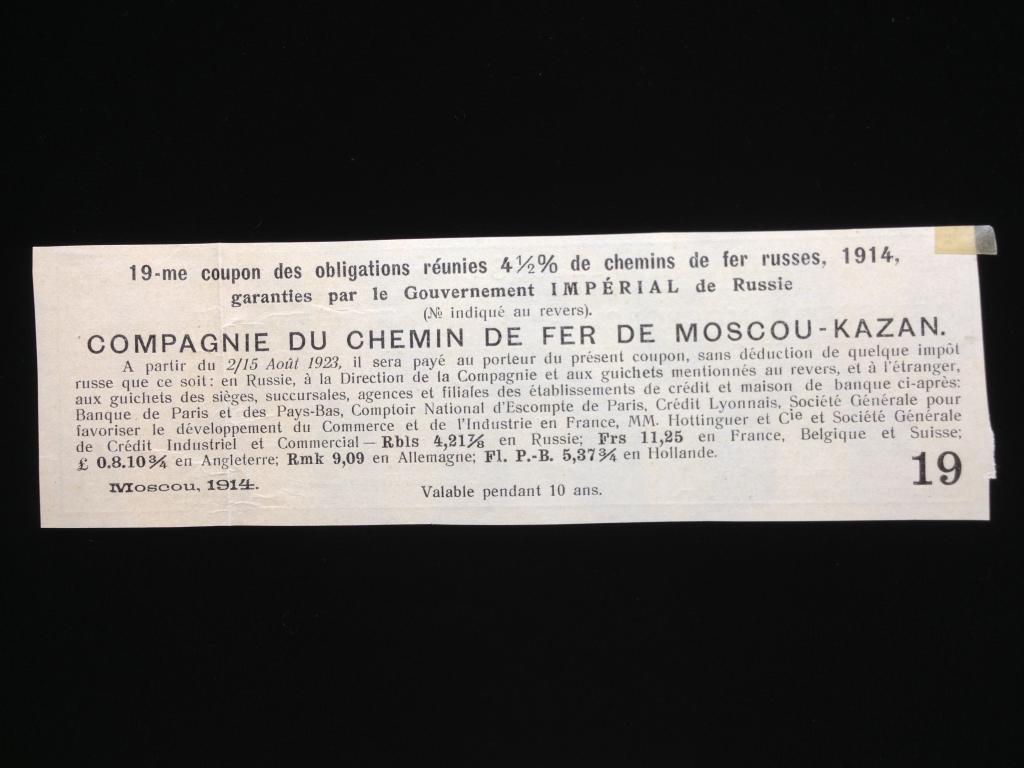 19-me coupon des obligations réunies 4½% de chemins de fer russes, 1914,
garanties par le Gouvernement IMPÉRIAL de Russie
(№ indiqué au revers).
COMPAGNIE DU CHEMIN DE FER DE MOSCOU-KAZAN.
A partir du 2/15 Août 1923, il sera payé au porteur du présent coupon, sans déduction de quelque impôt
russe que ce soit: en Russie, à la Direction de la Compagnie et aux guichets mentionnés au revers, et à l'étranger,
aux guichets des sièges, succursales, agences et filiales des établissements de crédit et maison de banque ci-après:
Banque de Paris et des Pays-Bas, Comptoir National d'Escompte de Paris, Crédit Lyonnais, Société Générale pour
favoriser le développement du Commerce et de l'Industrie en France, MM. Hottinguer et Cie et Société Générale
de Crédit Industriel et Commercial — Rbls 4,21⅞ en Russie; Frs 11,25 en France, Belgique et Suisse;
£ 0.8.10¾ en Angleterre; Rmk 9,09 en Allemagne; Fl. P.-B. 5,37¾ en Hollande.
Moscou, 1914.
Valable pendant 10 ans.
19